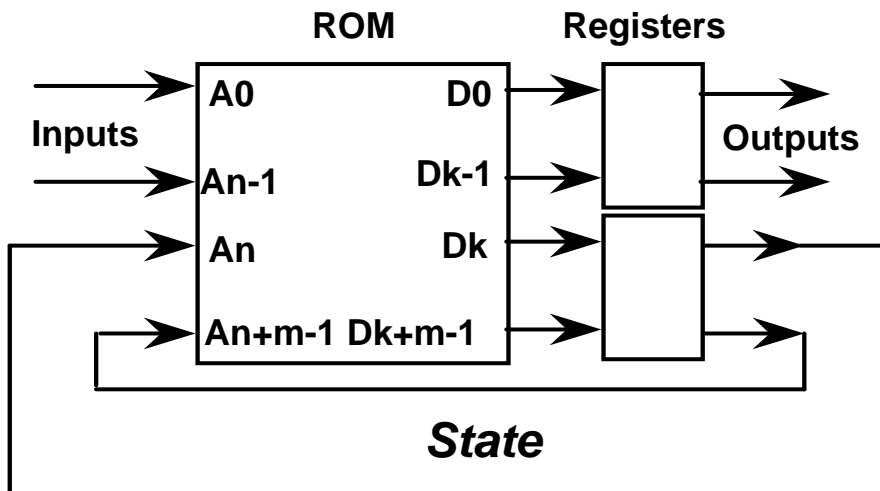 ROM Registers
A0 D0
Inputs Outputs
An-1 Dk-1
An Dk
An+m-1 Dk+m-1
State